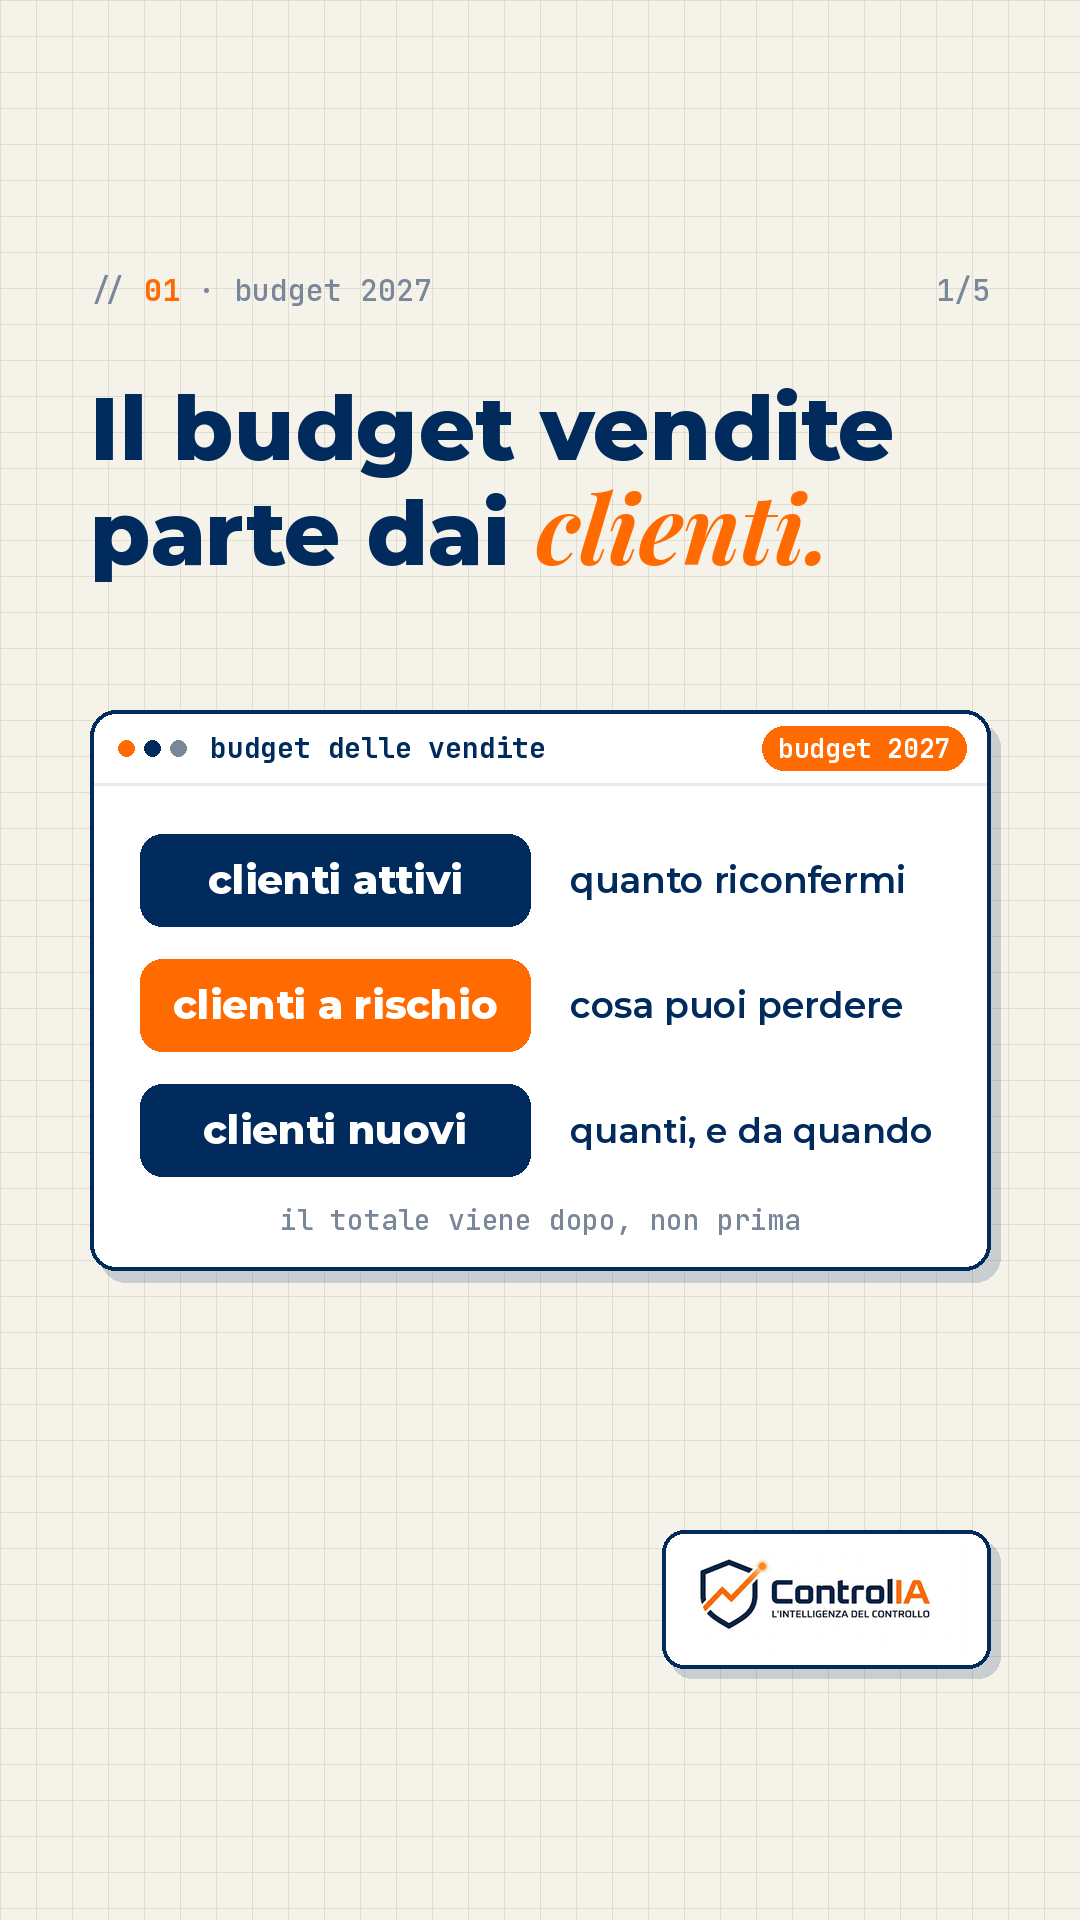 // 01 · budget 2027
1/5
Il budget vendite
parte dai clienti.
budget delle vendite
budget 2027
clienti attivi
quanto riconfermi
clienti a rischio
cosa puoi perdere
clienti nuovi
quanti, e da quando
il totale viene dopo, non prima
ControlIA
L'INTELLIGENZA DEL CONTROLLO